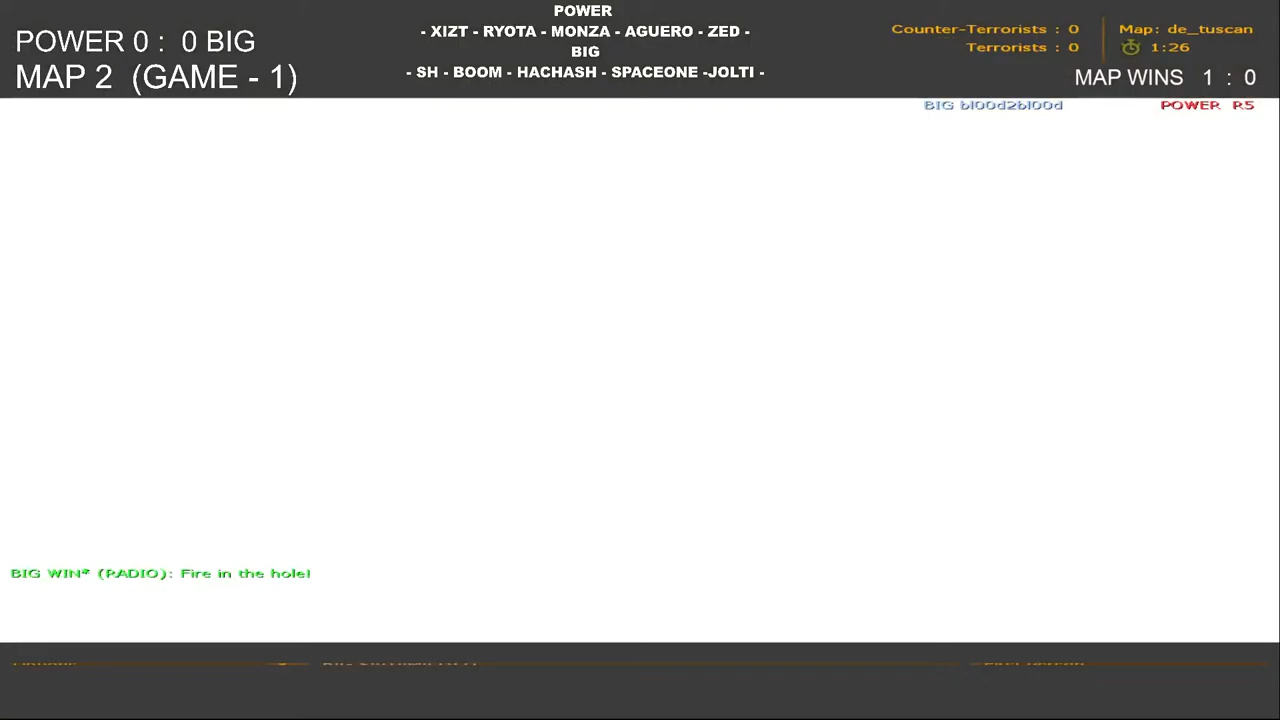 POWER 0 : 0 BIG
MAP 2 (GAME - 1)
POWER
- XIZT - RYOTA - MONZA - AGUERO - ZED -
BIG
- SH - BOOM - HACHASH - SPACEONE -JOLTI -
Counter-Terrorists : 0
Terrorists : 0
Map: de_tuscan
1:26
MAP WINS 1 : 0
BIG bl00d2bl00d
POWER R5
BIG WIN* (RADIO): Fire in the hole!